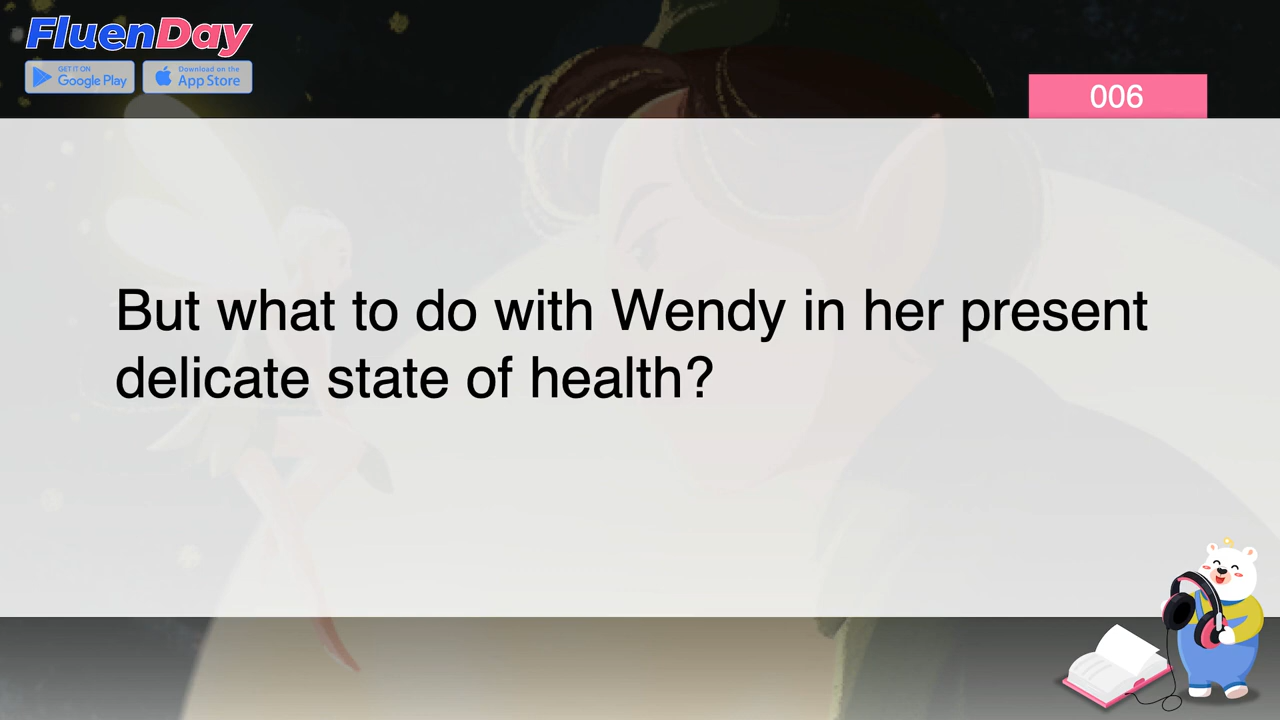 FluenDay
GET IT ON
Google Play
Download on the
App Store
006
But what to do with Wendy in her present
delicate state of health?